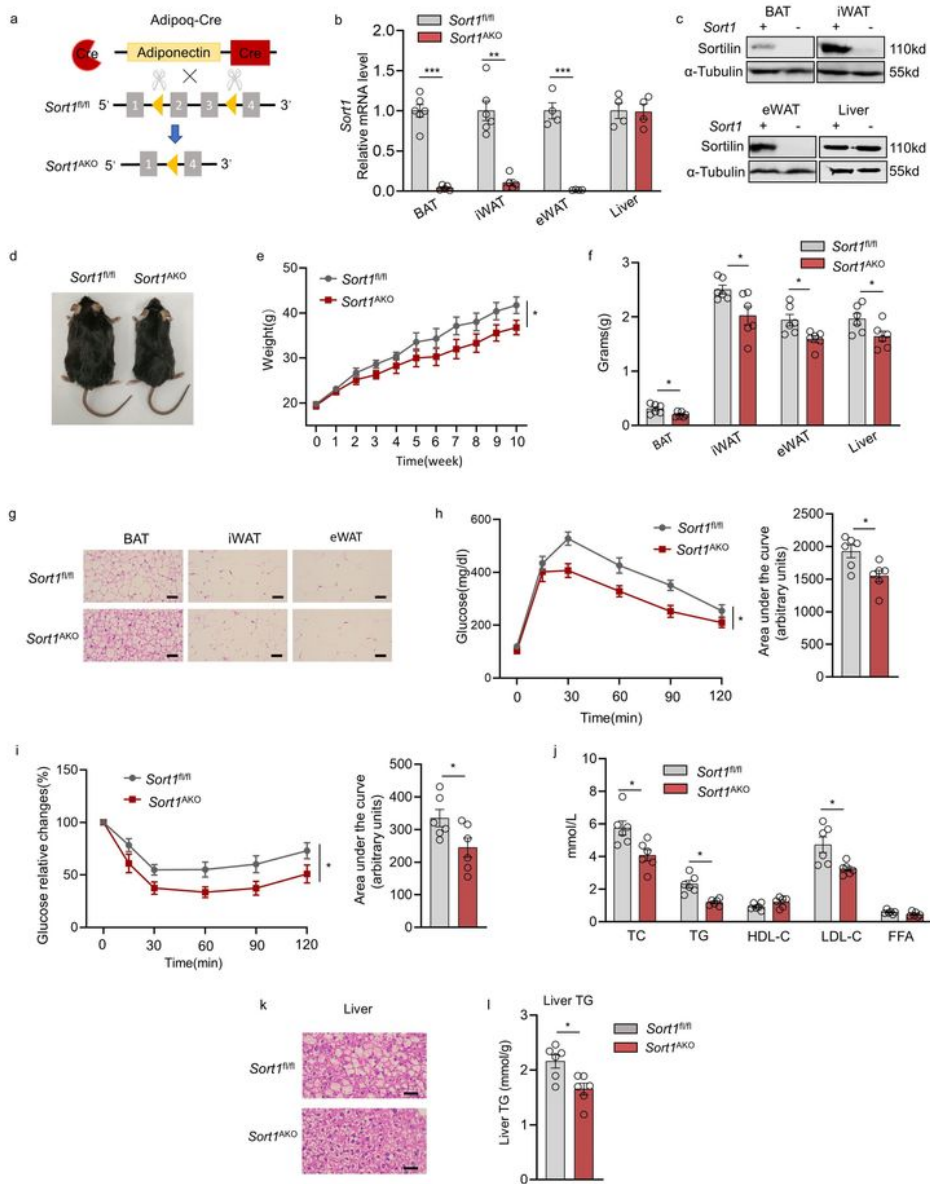 a
Adipoq-Cre
Cre Adiponectin Cre
Sort1fl/fl 5' 1 2 3 4 3'
Sort1AKO 5' 1 4 3'
b
Sort1fl/fl
Sort1AKO
Sort1
Relative mRNA level
2.0
1.5
1.0
0.5
0.0
*** ** ***
BAT iWAT eWAT Liver
c
BAT iWAT
Sort1 + - + -
Sortilin 110kd
α-Tubulin 55kd
eWAT Liver
Sort1 + - + -
Sortilin 110kd
α-Tubulin 55kd
d
Sort1fl/fl Sort1AKO
e
Sort1fl/fl
Sort1AKO
Weight(g)
50
40
30
20
*
0 1 2 3 4 5 6 7 8 9 10
Time(week)
f
Sort1fl/fl
Sort1AKO
Grams(g)
3
2
1
0
* * * *
BAT iWAT eWAT Liver
g
BAT iWAT eWAT
Sort1fl/fl
Sort1AKO
h
Sort1fl/fl
Sort1AKO
Glucose(mg/dl)
600
400
200
0
*
0 30 60 90 120
Time(min)
Area under the curve
(arbitrary units)
2500
2000
1500
1000
500
0
*
i
Sort1fl/fl
Sort1AKO
Glucose relative changes(%)
150
100
50
0
*
0 30 60 90 120
Time(min)
Area under the curve
(arbitrary units)
500
400
300
200
100
0
*
j
Sort1fl/fl
Sort1AKO
mmol/L
10
8
6
4
2
0
* * *
TC TG HDL-C LDL-C FFA
k
Liver
Sort1fl/fl
Sort1AKO
l
Liver TG
Sort1fl/fl
Sort1AKO
Liver TG (mmol/g)
3
2
1
0
*